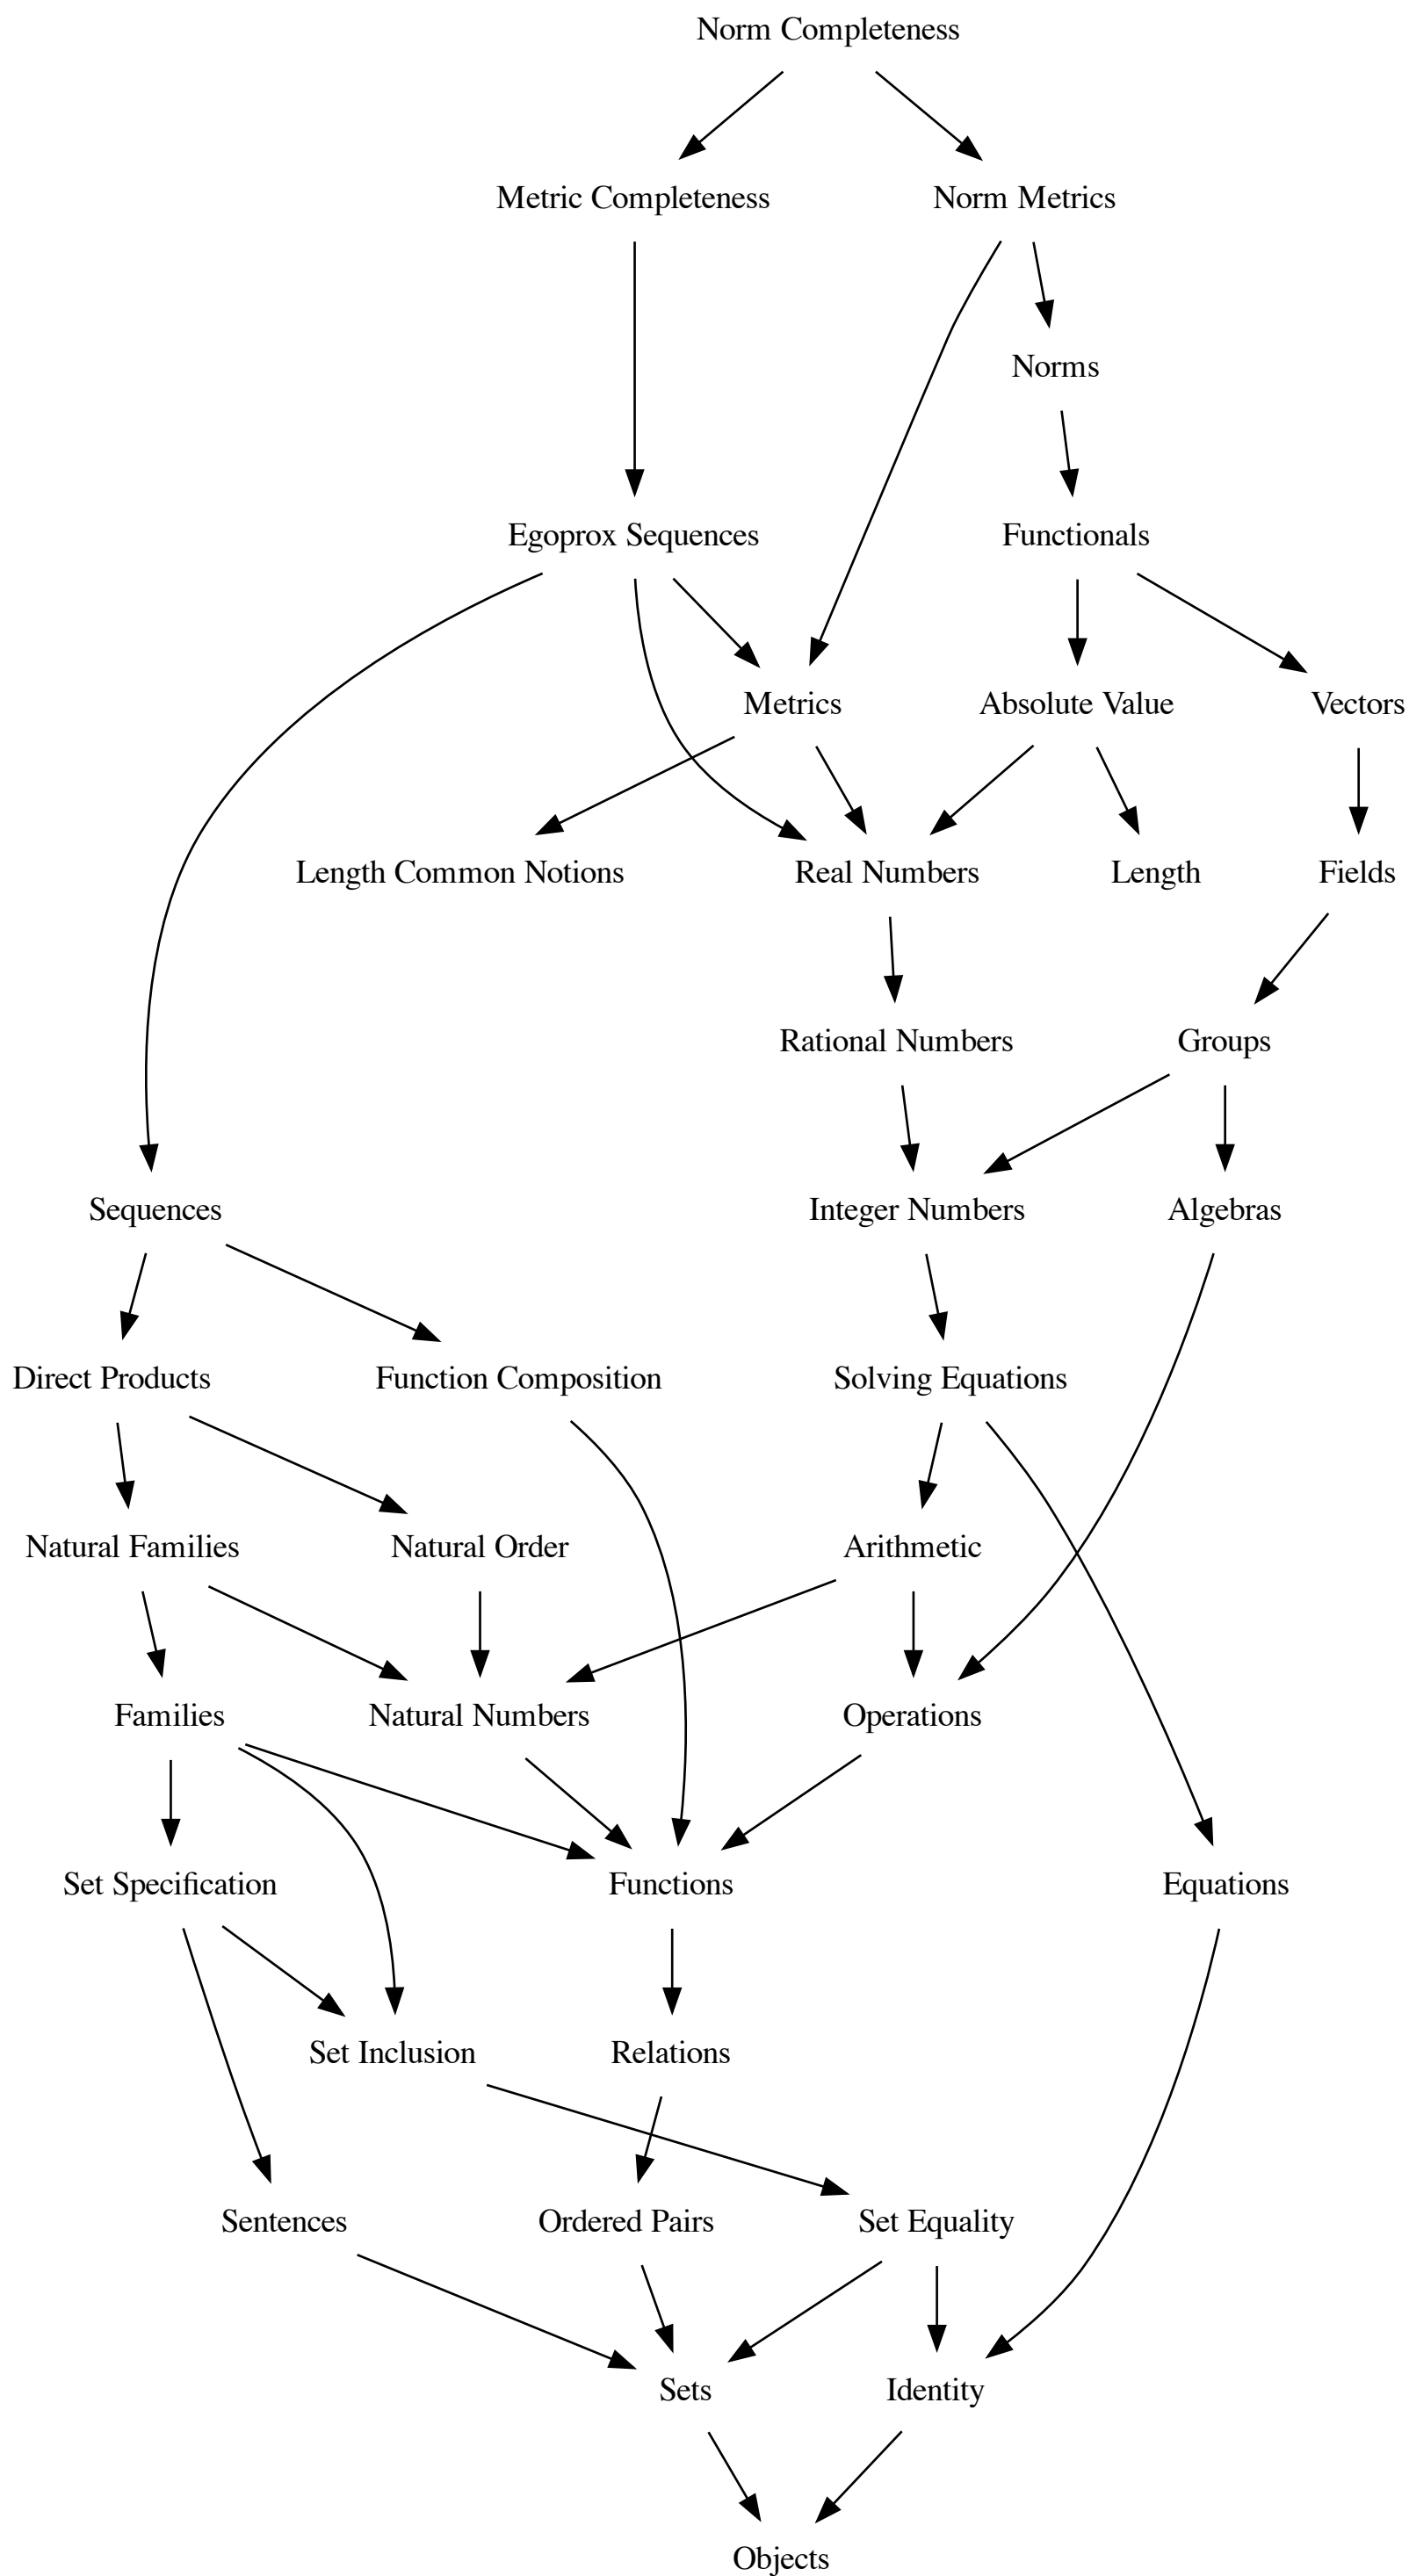 Norm Completeness
Metric Completeness
Norm Metrics
Norms
Egoprox Sequences
Functionals
Metrics
Absolute Value
Vectors
Length Common Notions
Real Numbers
Length
Fields
Rational Numbers
Groups
Sequences
Integer Numbers
Algebras
Direct Products
Function Composition
Solving Equations
Natural Families
Natural Order
Arithmetic
Families
Natural Numbers
Operations
Set Specification
Functions
Equations
Set Inclusion
Relations
Sentences
Ordered Pairs
Set Equality
Sets
Identity
Objects